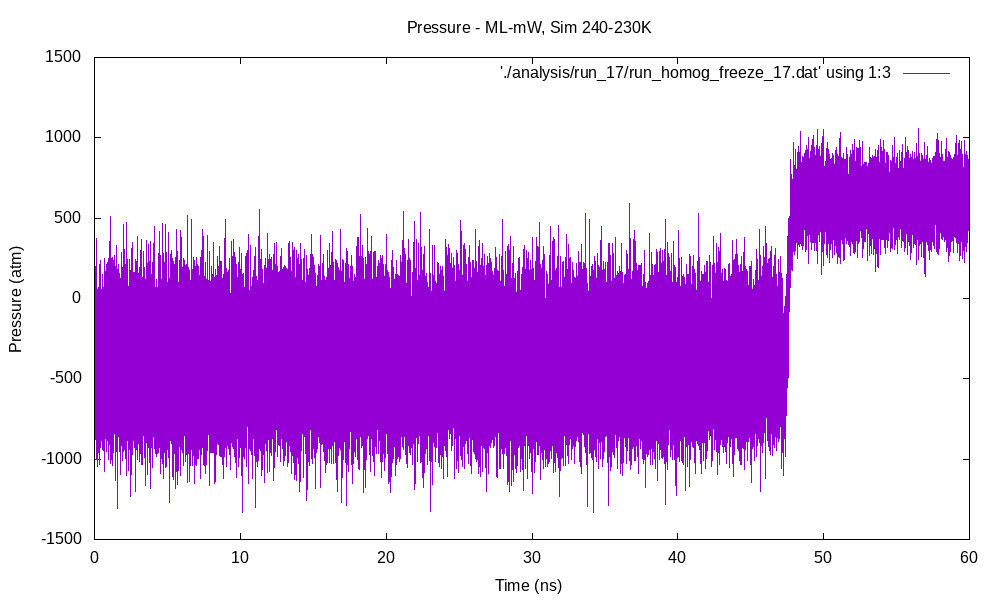 Pressure - ML-mW, Sim 240-230K
'./analysis/run_17/run_homog_freeze_17.dat' using 1:3
1500
1000
500
0
-500
-1000
-1500
Pressure (atm)
0 10 20 30 40 50 60
Time (ns)